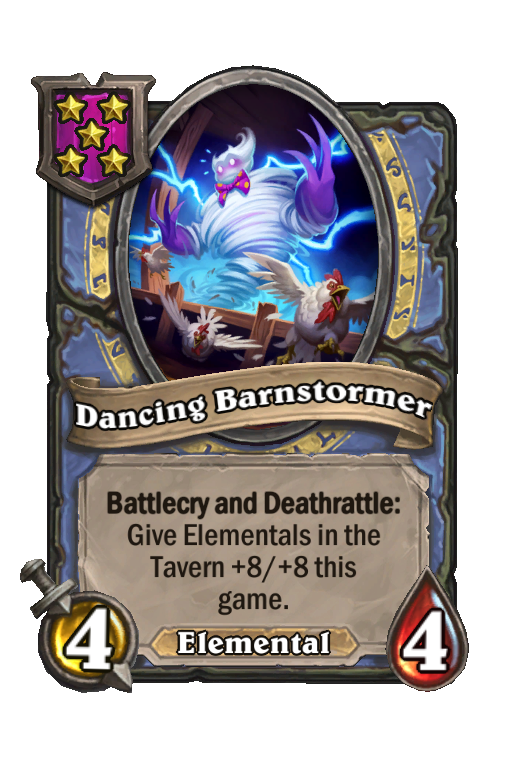 Dancing Barnstormer
Battlecry and Deathrattle:
Give Elementals in the
Tavern +8/+8 this
game.
4
Elemental
4